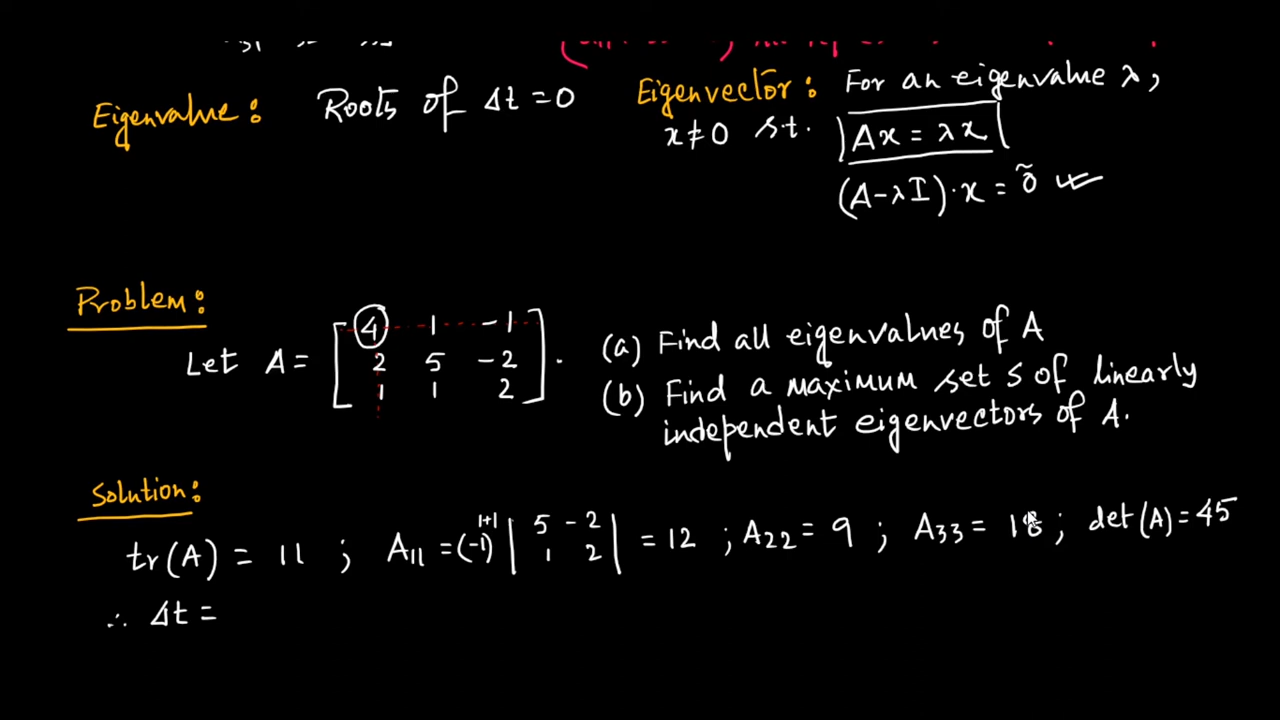 Eigenvalue: Roots of Δt = 0
Eigenvector: For an eigenvalue λ,
x ≠ 0 s.t. Ax = λx
(A-λI)·x = 0̃
Problem:
Let A = [4 1 -1
2 5 -2
1 1 2].
(a) Find all eigenvalues of A
(b) Find a maximum set S of linearly
independent eigenvectors of A.
Solution:
tr(A) = 11 ; A11 = (-1)^1+1 |5 -2
1 2| = 12 ; A22 = 9 ; A33 = 18 ; det(A) = 45
∴ Δt =